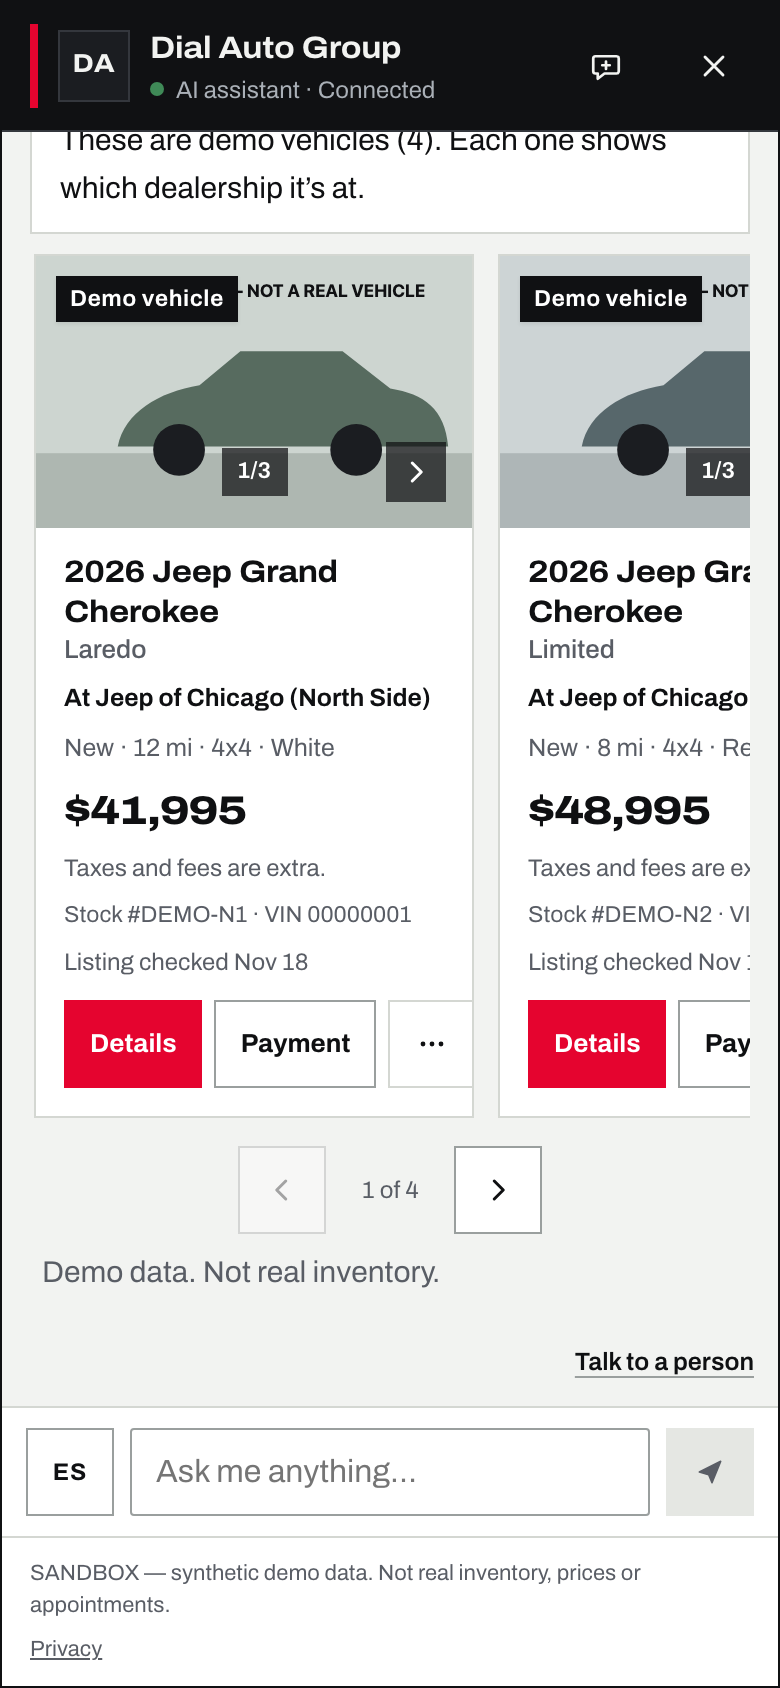 DA
Dial Auto Group
AI assistant · Connected
These are demo vehicles (4). Each one shows
which dealership it’s at.
Demo vehicle
- NOT A REAL VEHICLE
1/3
2026 Jeep Grand
Cherokee
Laredo
At Jeep of Chicago (North Side)
New · 12 mi · 4x4 · White
$41,995
Taxes and fees are extra.
Stock #DEMO-N1 · VIN 00000001
Listing checked Nov 18
Details
Payment
...
Demo vehicle
- NOT
1/3
2026 Jeep Gra
Cherokee
Limited
At Jeep of Chicago
New · 8 mi · 4x4 · Re
$48,995
Taxes and fees are ex
Stock #DEMO-N2 · VI
Listing checked Nov
Details
Pay
1 of 4
Demo data. Not real inventory.
Talk to a person
ES
Ask me anything...
SANDBOX — synthetic demo data. Not real inventory, prices or
appointments.
Privacy